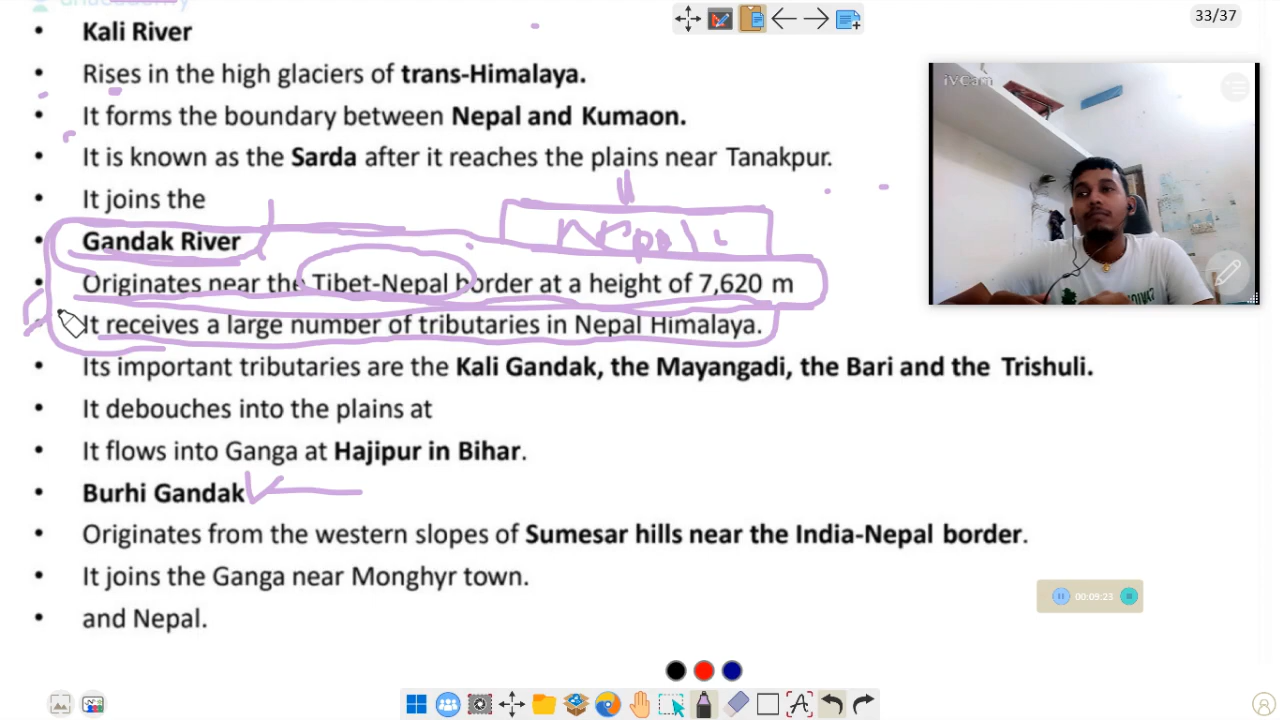 33/37
Kali River
iVCam
• Rises in the high glaciers of trans-Himalaya.
• It forms the boundary between Nepal and Kumaon.
• It is known as the Sarda after it reaches the plains near Tanakpur.
• It joins the
Nepal
• Gandak River
• Originates near the Tibet-Nepal border at a height of 7,620 m
• It receives a large number of tributaries in Nepal Himalaya.
• Its important tributaries are the Kali Gandak, the Mayangadi, the Bari and the Trishuli.
• It debouches into the plains at
• It flows into Ganga at Hajipur in Bihar.
• Burhi Gandak
• Originates from the western slopes of Sumesar hills near the India-Nepal border.
• It joins the Ganga near Monghyr town.
00:09:23
• and Nepal.